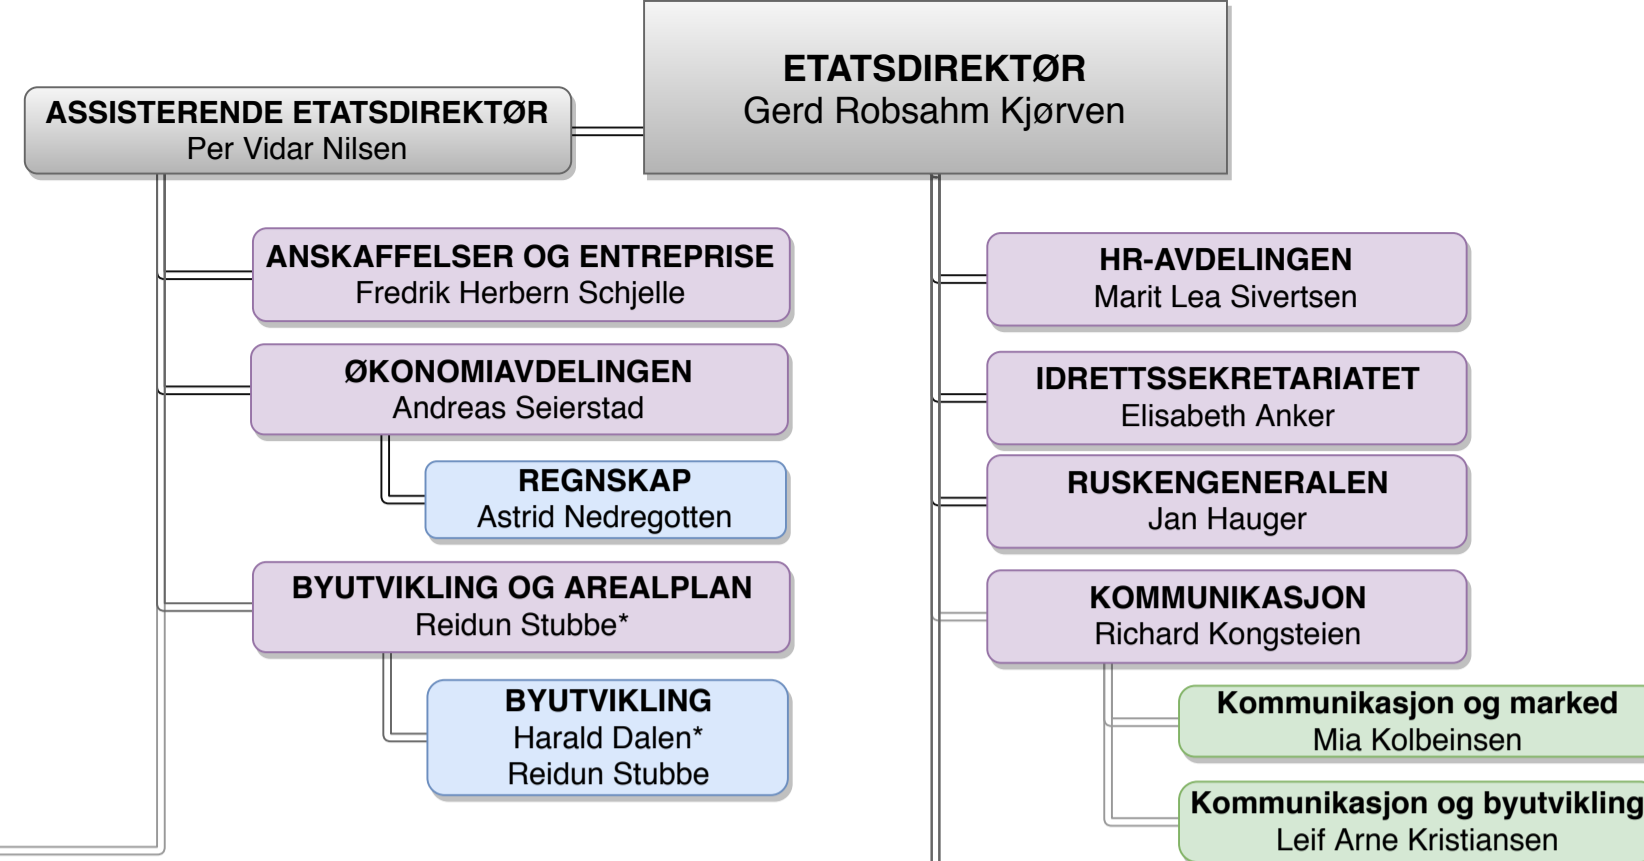 ETATSDIREKTØR
Gerd Robsahm Kjørven
ASSISTERENDE ETATSDIREKTØR
Per Vidar Nilsen
ANSKAFFELSER OG ENTREPRISE
Fredrik Herbern Schjelle
ØKONOMIAVDELINGEN
Andreas Seierstad
REGNSKAP
Astrid Nedregotten
BYUTVIKLING OG AREALPLAN
Reidun Stubbe*
BYUTVIKLING
Harald Dalen*
Reidun Stubbe
HR-AVDELINGEN
Marit Lea Sivertsen
IDRETTSSEKRETARIATET
Elisabeth Anker
RUSKENGENERALEN
Jan Hauger
KOMMUNIKASJON
Richard Kongsteien
Kommunikasjon og marked
Mia Kolbeinsen
Kommunikasjon og byutvikling
Leif Arne Kristiansen